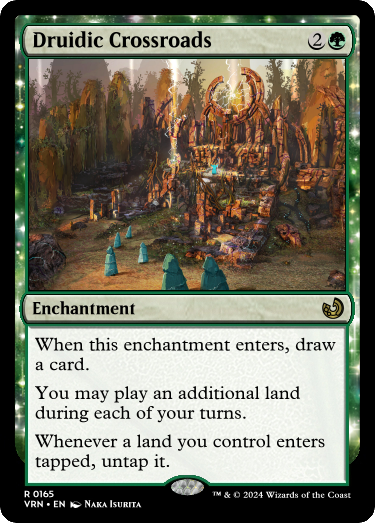 Druidic Crossroads 2
Enchantment
When this enchantment enters, draw
a card.
You may play an additional land
during each of your turns.
Whenever a land you control enters
tapped, untap it.
R 0165
VRN • EN Naka Isurita
™ & © 2024 Wizards of the Coast